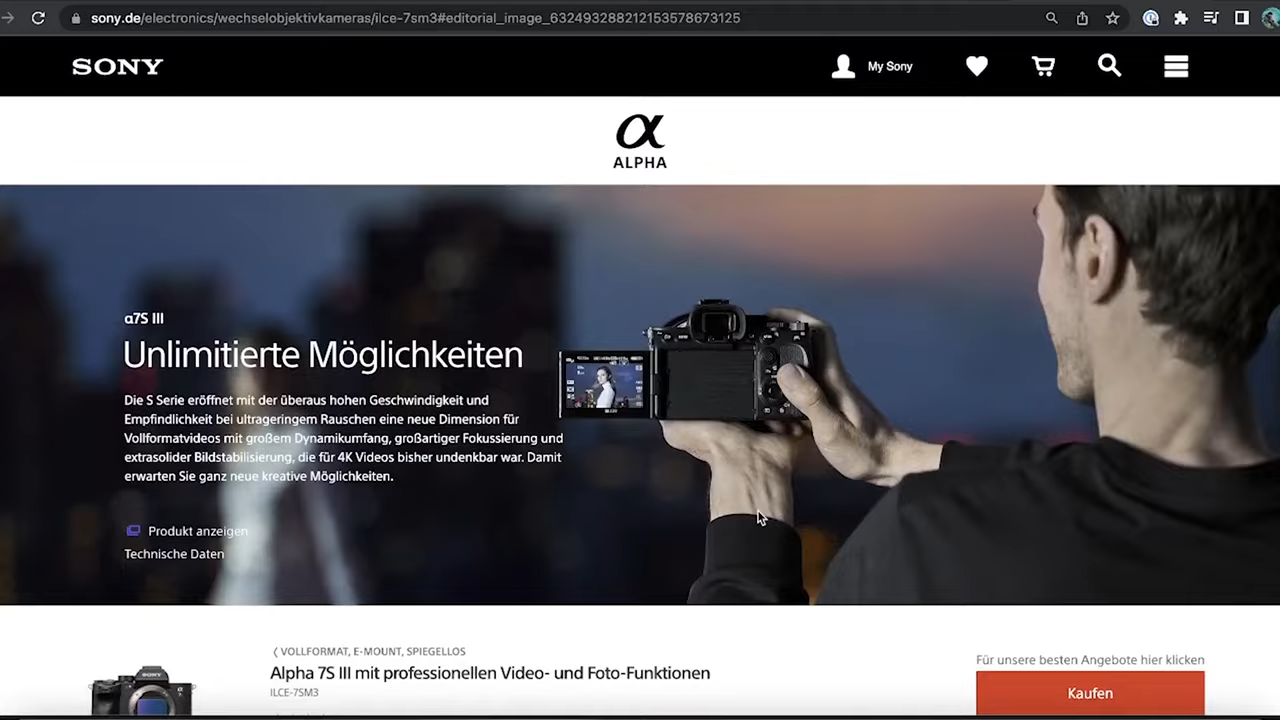 sony.de/electronics/wechselobjektivkameras/ilce-7sm3#editorial_image_632493288212153578673125
SONY
My Sony
α
ALPHA
α7S III
Unlimitierte Möglichkeiten
Die S Serie eröffnet mit der überaus hohen Geschwindigkeit und
Empfindlichkeit bei ultrageringem Rauschen eine neue Dimension für
Vollformatvideos mit großem Dynamikumfang, großartiger Fokussierung und
extrasolider Bildstabilisierung, die für 4K Videos bisher undenkbar war. Damit
erwarten Sie ganz neue kreative Möglichkeiten.
Produkt anzeigen
Technische Daten
VOLLFORMAT, E-MOUNT, SPIEGELLOS
Alpha 7S III mit professionellen Video- und Foto-Funktionen
ILCE-7SM3
Für unsere besten Angebote hier klicken
Kaufen
SONY